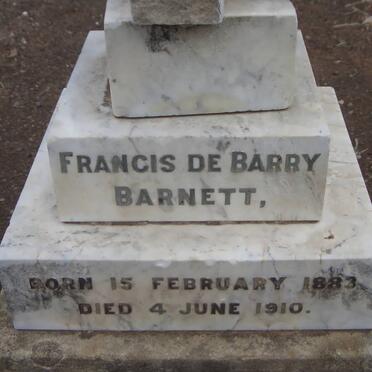 FRANCIS DE BARRY
BARNETT,
BORN 15 FEBRUARY 1883
DIED 4 JUNE 1910.